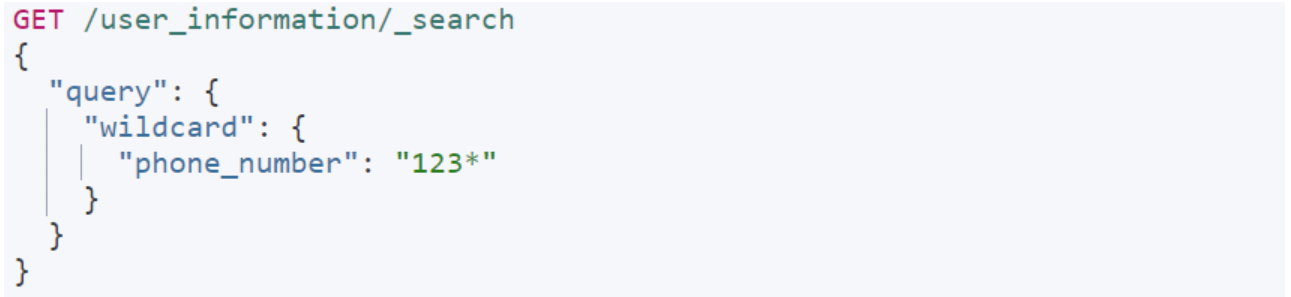 GET /user_information/_search
{
  "query": {
    "wildcard": {
      "phone_number": "123*"
    }
  }
}